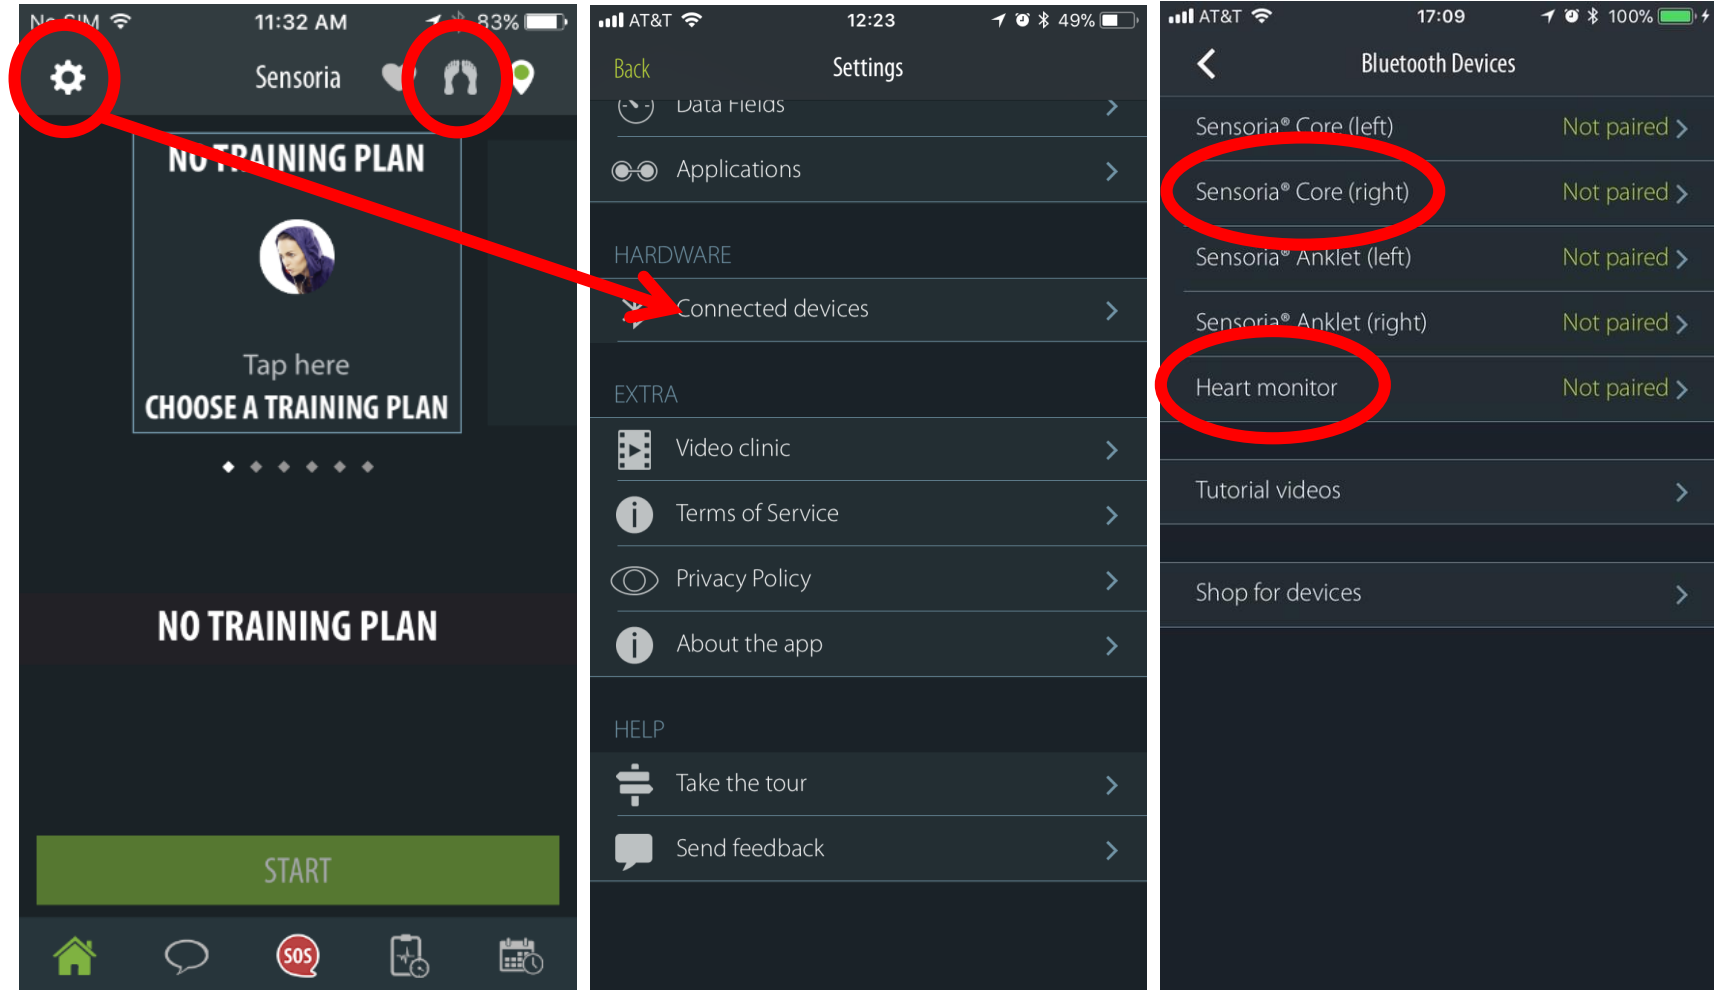 No SIM 11:32 AM 83%
Sensoria
NO TRAINING PLAN
Tap here
CHOOSE A TRAINING PLAN
NO TRAINING PLAN
START
SOS
AT&T 12:23 49%
Back Settings
Data Fields
Applications
HARDWARE
Connected devices
EXTRA
Video clinic
Terms of Service
Privacy Policy
About the app
HELP
Take the tour
Send feedback
AT&T 17:09 100%
Bluetooth Devices
Sensoria® Core (left) Not paired
Sensoria® Core (right) Not paired
Sensoria® Anklet (left) Not paired
Sensoria® Anklet (right) Not paired
Heart monitor Not paired
Tutorial videos
Shop for devices